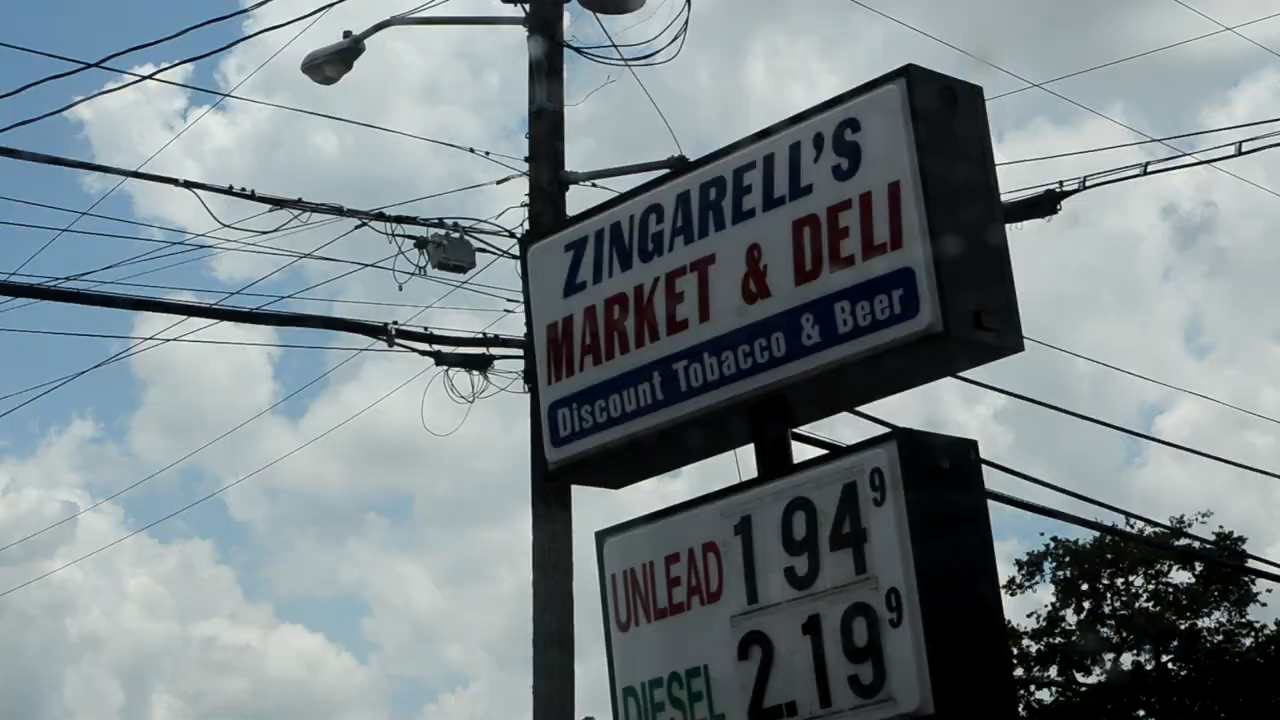 ZINGARELL'S
MARKET & DELI
Discount Tobacco & Beer
UNLEAD 1 94 9
DIESEL 2.19 9